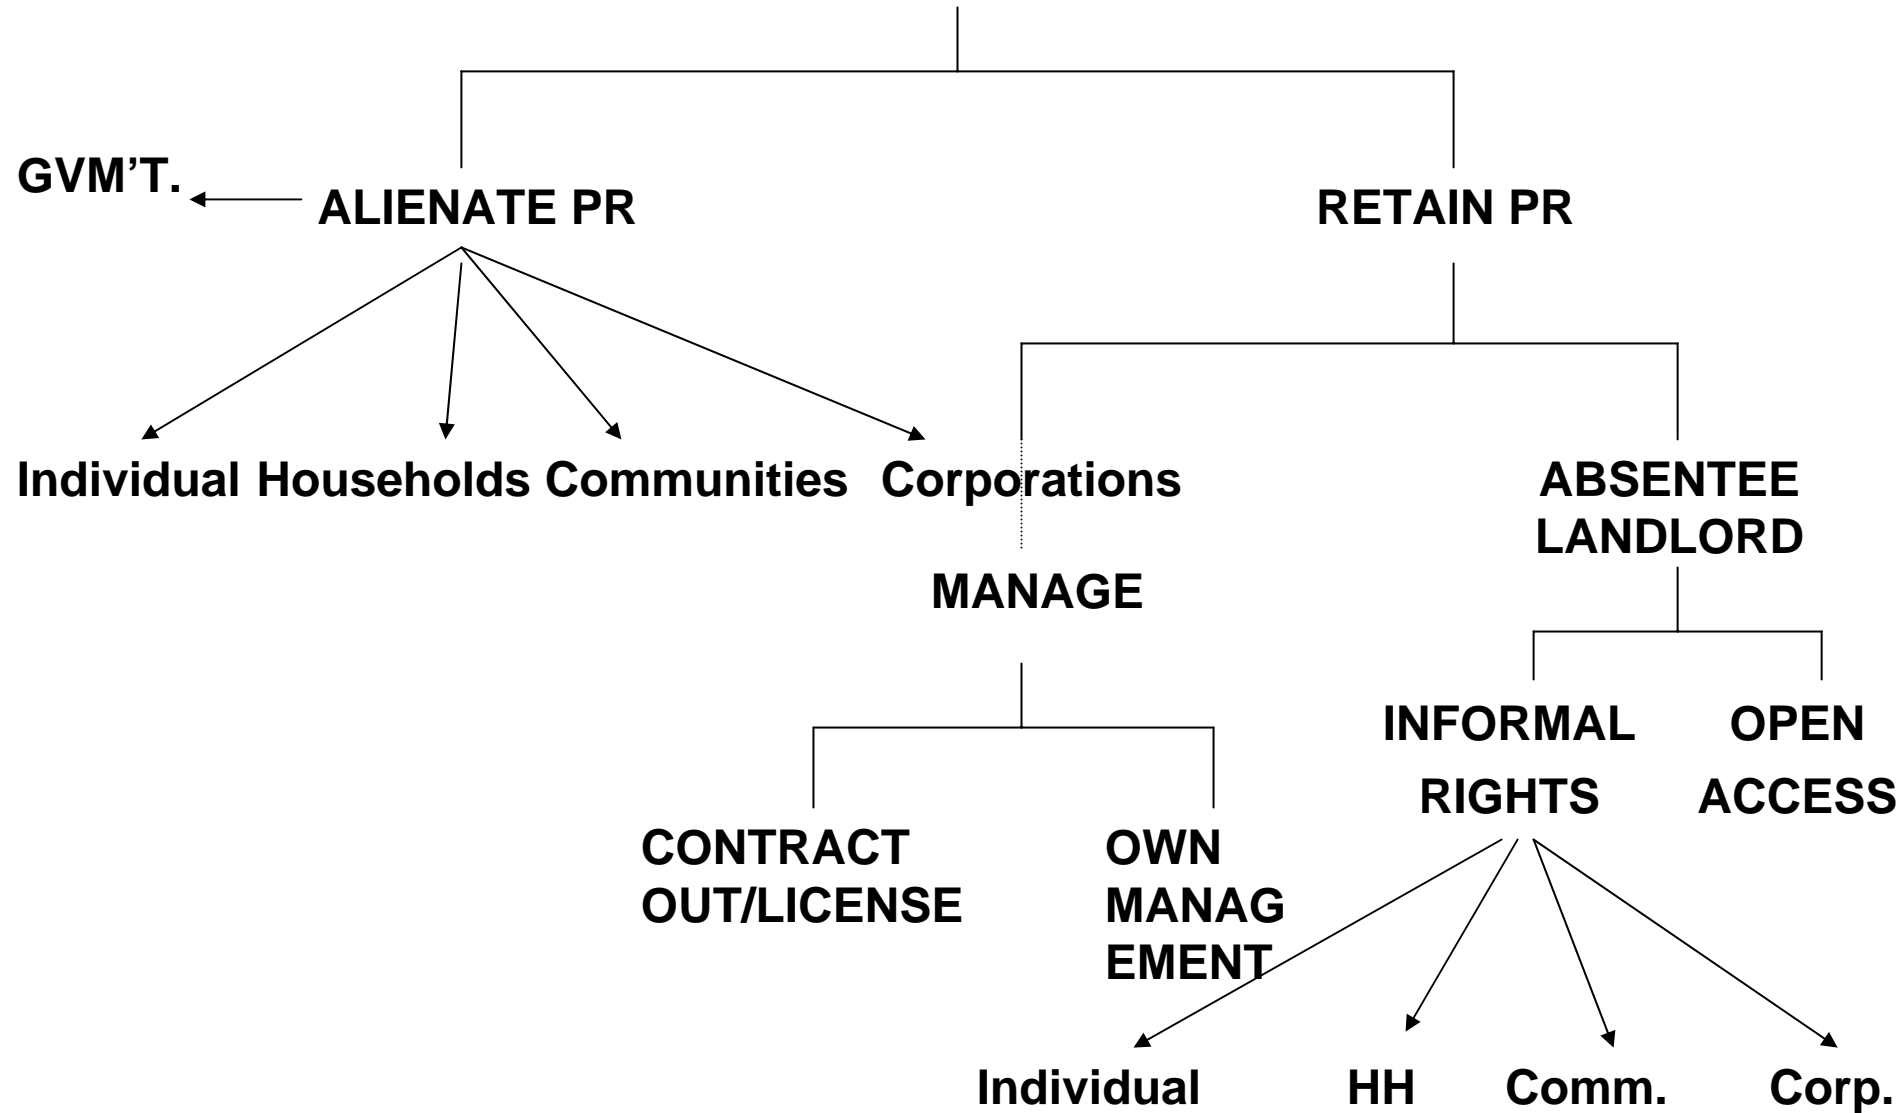 GVM’T.
ALIENATE PR
RETAIN PR
Individual Households Communities Corporations
ABSENTEE
LANDLORD
MANAGE
INFORMAL
RIGHTS
OPEN
ACCESS
CONTRACT
OUT/LICENSE
OWN
MANAG
EMENT
Individual HH Comm. Corp.